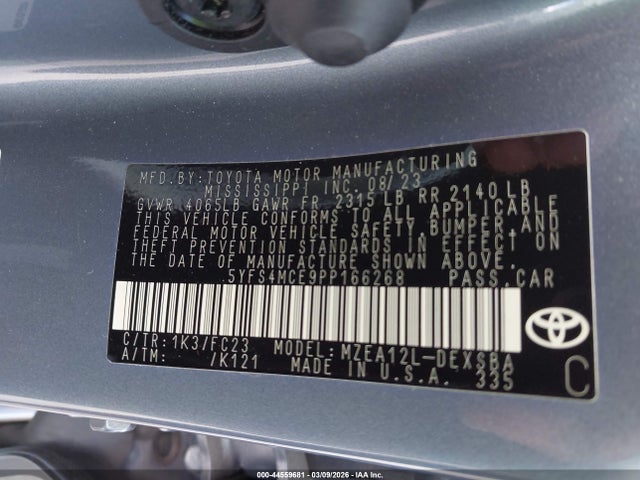 MFD.BY:TOYOTA MOTOR MANUFACTURING
MISSISSIPPI INC. 08/23
GVWR 4065LB GAWR FR 2315 LB RR 2140 LB
THIS VEHICLE CONFORMS TO ALL APPLICABLE
FEDERAL MOTOR VEHICLE SAFETY,BUMPER,AND
THEFT PREVENTION STANDARDS IN EFFECT ON
THE DATE OF MANUFACTURE SHOWN ABOVE.
5YFS4MCE9PP166268 PASS.CAR
C/TR:1K3/FC23 MODEL:MZEA12L-DEXSBA
A/TM: /K121 MADE IN U.S.A. 335
C
000-44559681 03/09/2026 IAA INC.